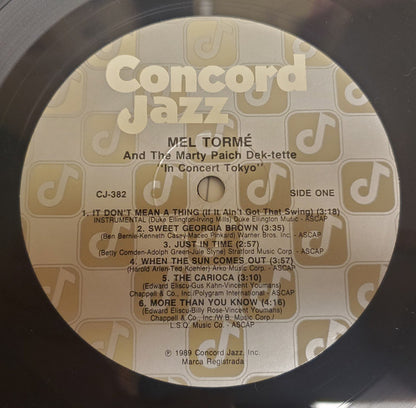 Concord
Jazz
MEL TORMÉ
And The Marty Paich Dek-tette
"In Concert Tokyo"
CJ-382
SIDE ONE
1. IT DON'T MEAN A THING (If It Ain't Got That Swing) (3:18)
INSTRUMENTAL (Duke Ellington-Irving Mills) Duke Ellington Music - ASCAP
2. SWEET GEORGIA BROWN (3:35)
(Ben Bernie-Kenneth Casey-Maceo Pinkard) Warner Bros. Inc. - ASCAP
3. JUST IN TIME (2:57)
(Betty Comden-Adolph Green-Jule Styne) Stratford Music Corp. - ASCAP
4. WHEN THE SUN COMES OUT (3:57)
(Harold Arlen-Ted Koehler) Arko Music Corp. - ASCAP
5. THE CARIOCA (3:10)
(Edward Eliscu-Gus Kahn-Vincent Youmans)
Chappell & Co., Inc./Polygram International - ASCAP
6. MORE THAN YOU KNOW (4:16)
(Edward Eliscu-Billy Rose-Vincent Youmans)
Chappell & Co., Inc./W.B. Music Corp./
L.S.Q. Music Co. - ASCAP
℗ 1989 Concord Jazz, Inc.
Marca Registrada